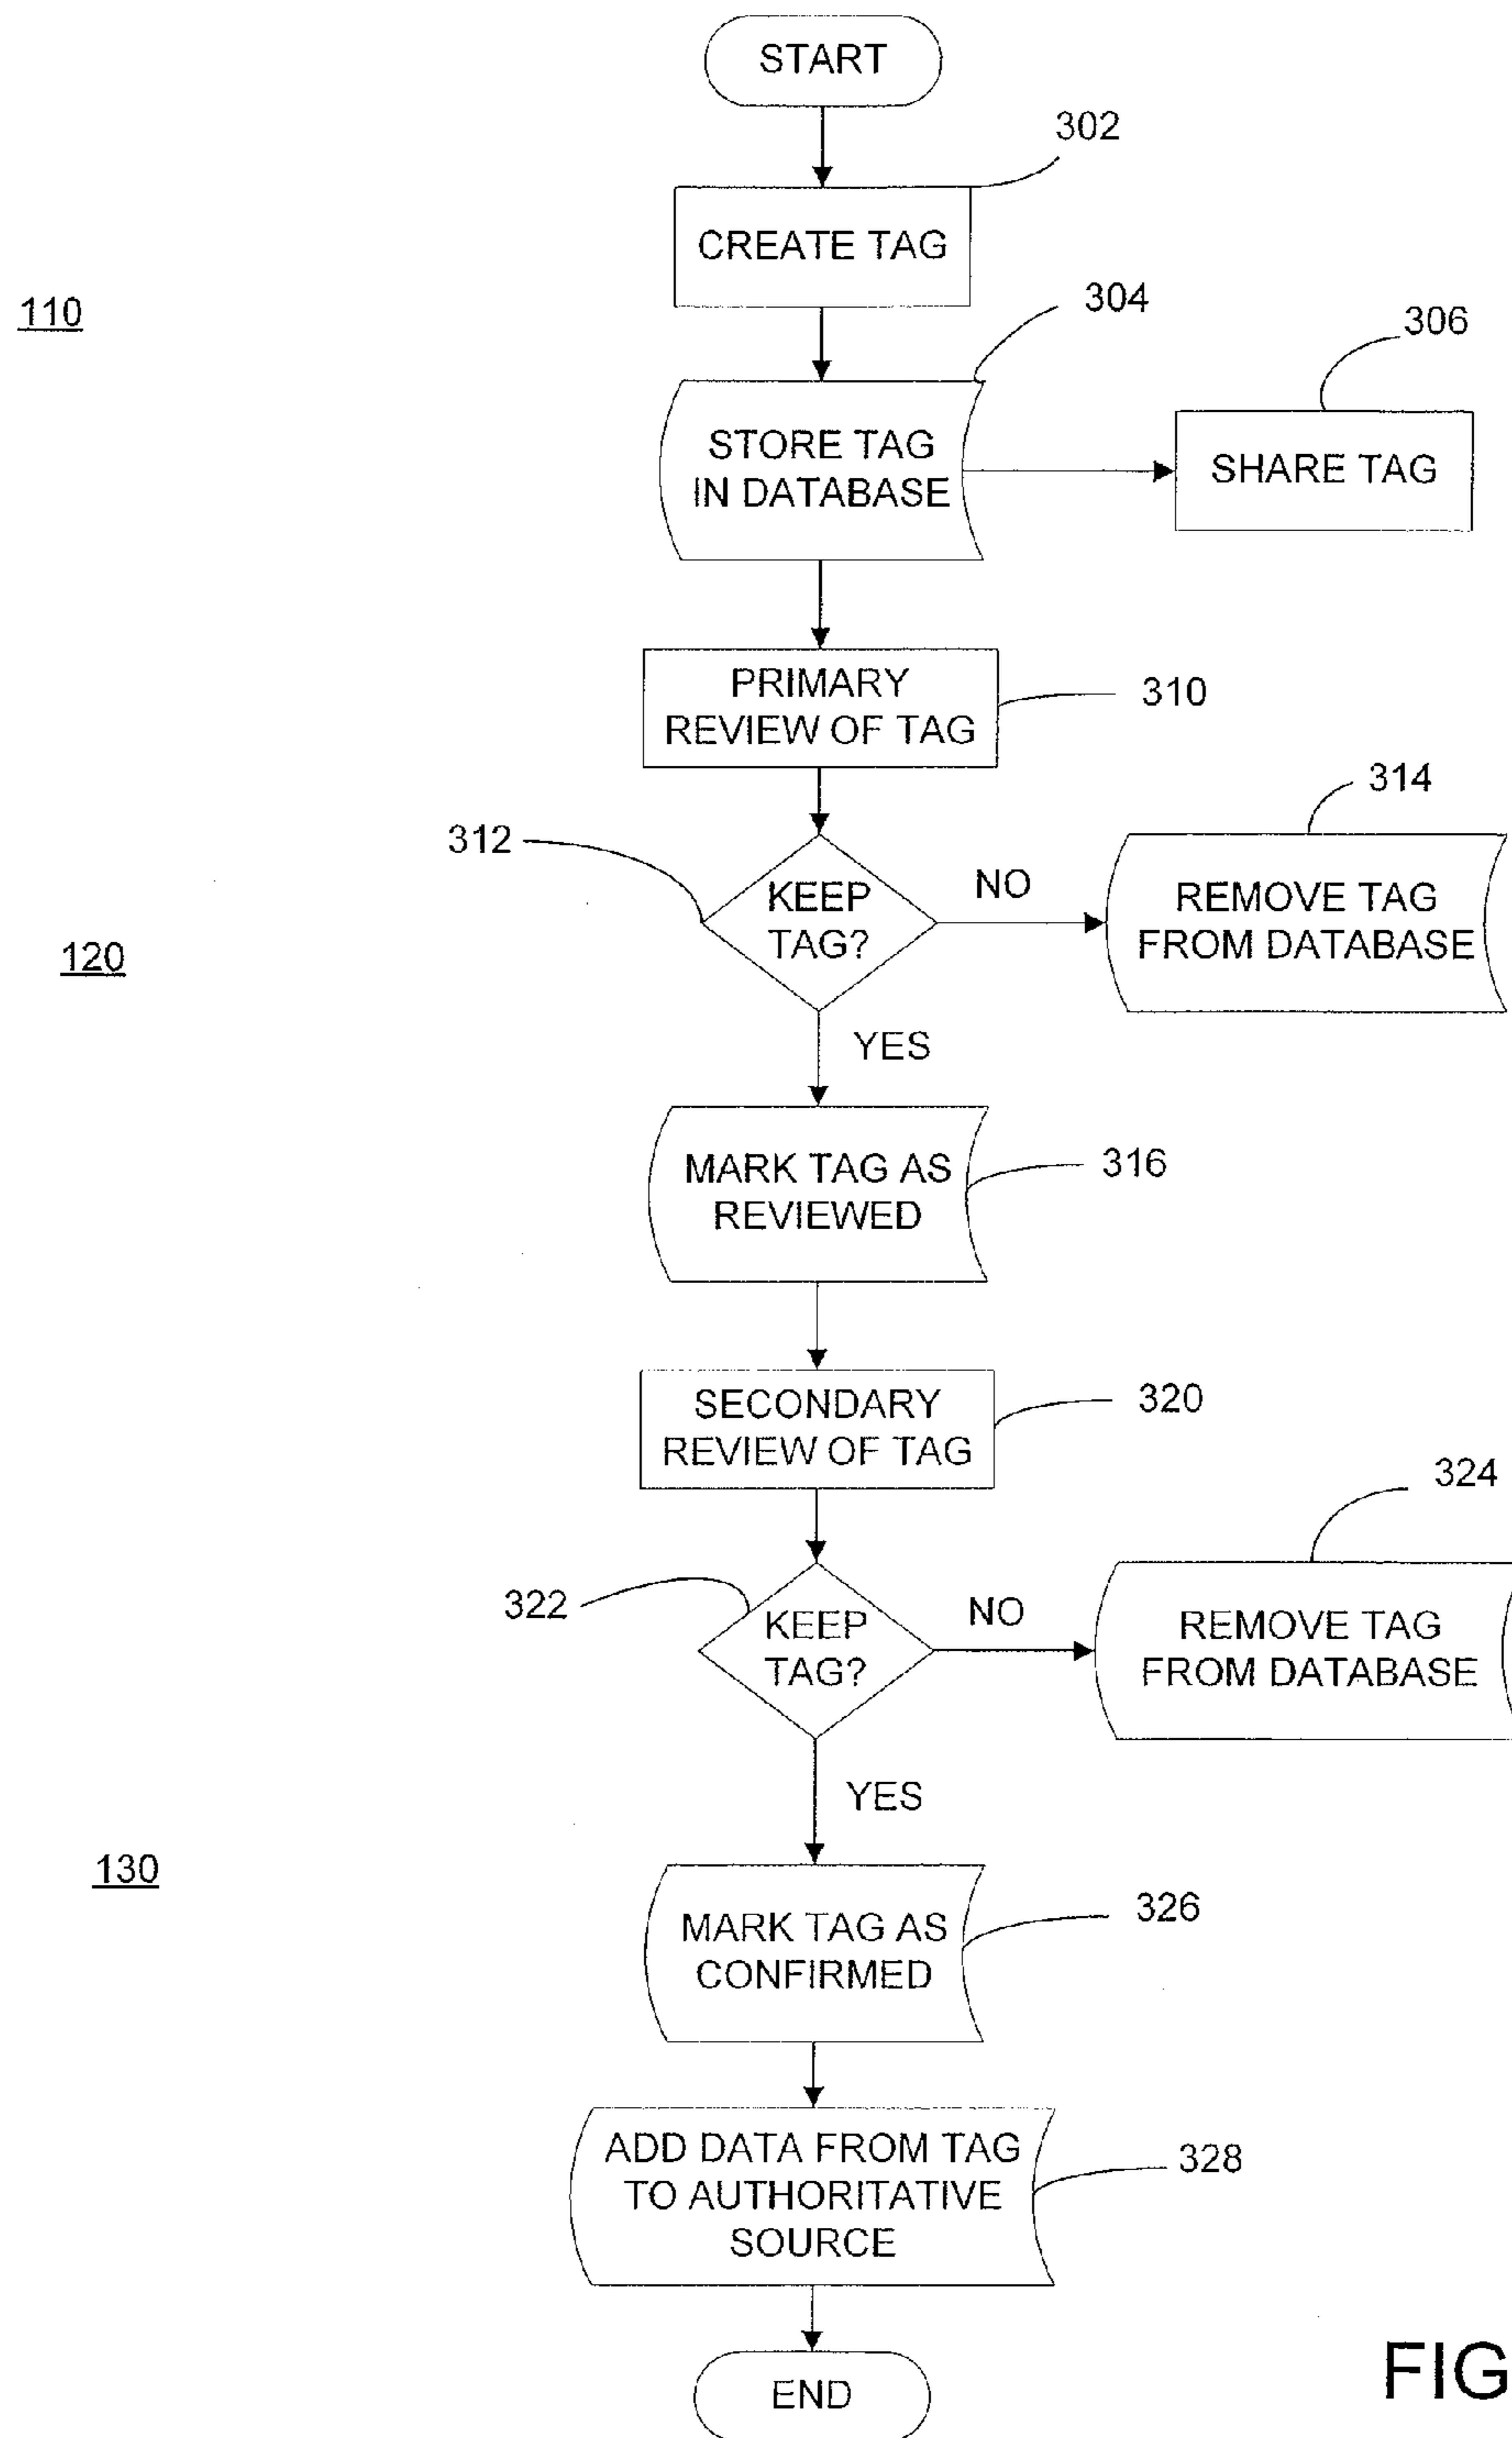 START
302
CREATE TAG
110
304
306
STORE TAG
IN DATABASE
SHARE TAG
PRIMARY
REVIEW OF TAG
310
314
312
KEEP
TAG?
NO
REMOVE TAG
FROM DATABASE
120
YES
MARK TAG AS
REVIEWED
316
SECONDARY
REVIEW OF TAG
320
324
322
KEEP
TAG?
NO
REMOVE TAG
FROM DATABASE
YES
130
MARK TAG AS
CONFIRMED
326
ADD DATA FROM TAG
TO AUTHORITATIVE
SOURCE
328
END
FIG